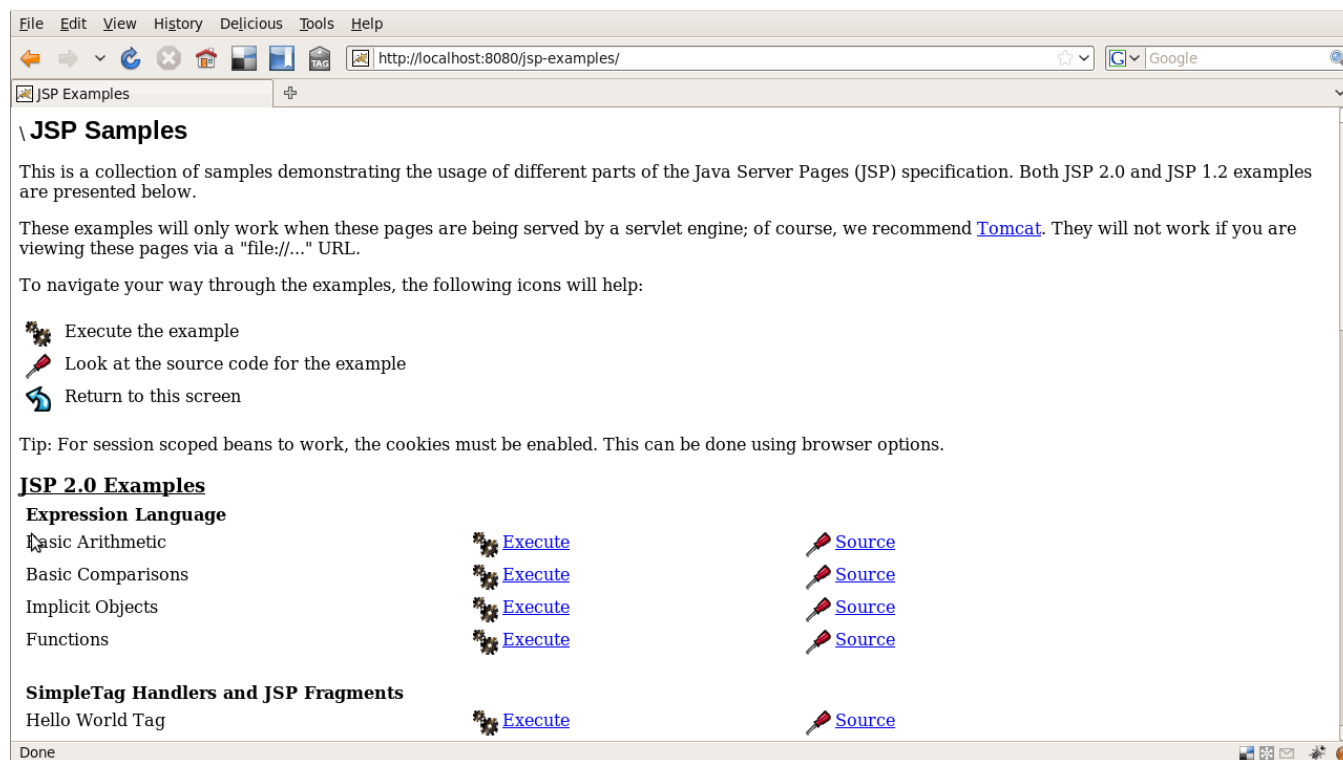 File Edit View History Delicious Tools Help
TAG http://localhost:8080/jsp-examples/ G Google
JSP Examples
\ JSP Samples
This is a collection of samples demonstrating the usage of different parts of the Java Server Pages (JSP) specification. Both JSP 2.0 and JSP 1.2 examples
are presented below.
These examples will only work when these pages are being served by a servlet engine; of course, we recommend Tomcat. They will not work if you are
viewing these pages via a "file://..." URL.
To navigate your way through the examples, the following icons will help:
Execute the example
Look at the source code for the example
Return to this screen
Tip: For session scoped beans to work, the cookies must be enabled. This can be done using browser options.
JSP 2.0 Examples
Expression Language
Basic Arithmetic Execute Source
Basic Comparisons Execute Source
Implicit Objects Execute Source
Functions Execute Source
SimpleTag Handlers and JSP Fragments
Hello World Tag Execute Source
Done